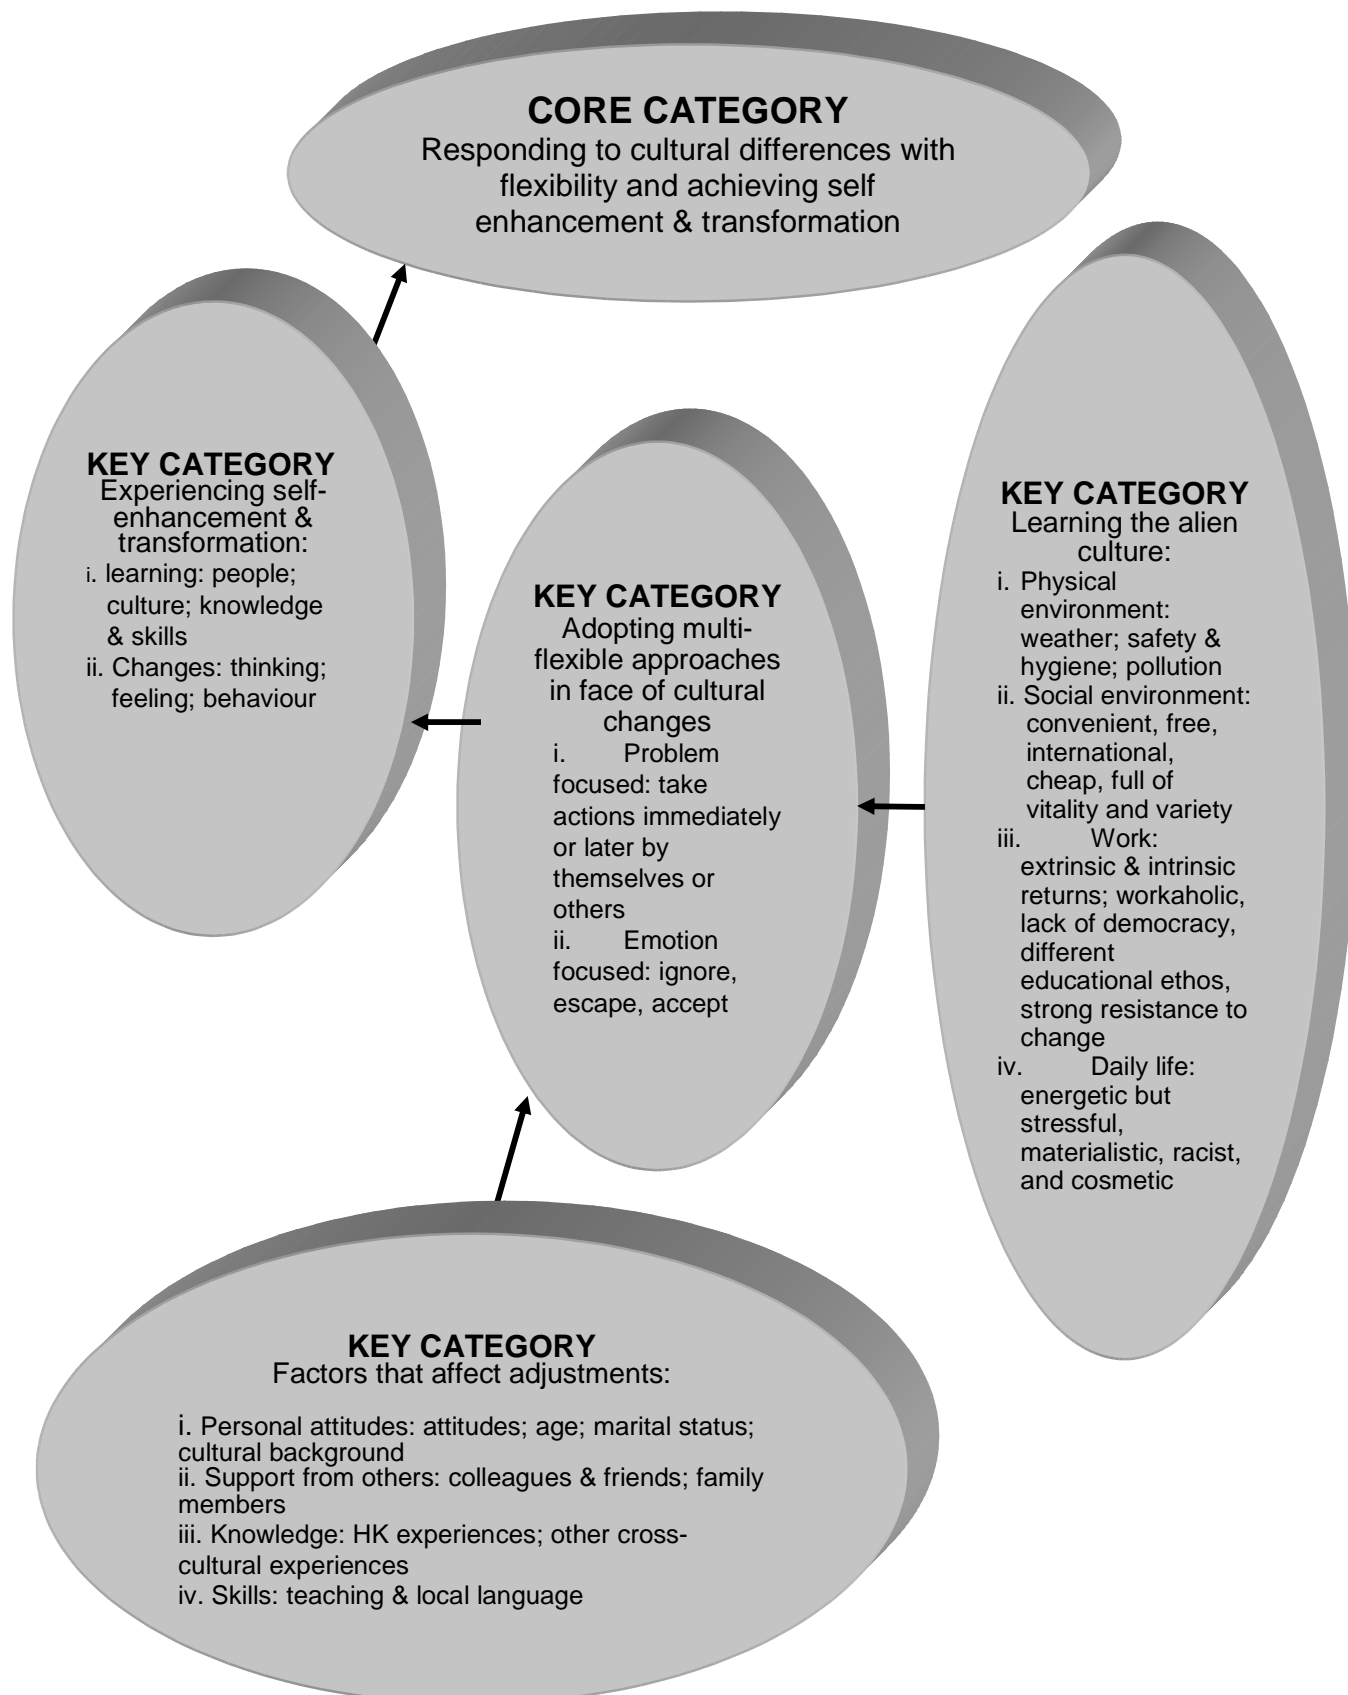 CORE CATEGORY
Responding to cultural differences with
flexibility and achieving self
enhancement & transformation
KEY CATEGORY
Experiencing self-
enhancement &
transformation:
i. learning: people;
culture; knowledge
& skills
ii. Changes: thinking;
feeling; behaviour
KEY CATEGORY
Adopting multi-
flexible approaches
in face of cultural
changes
i. Problem
focused: take
actions immediately
or later by
themselves or
others
ii. Emotion
focused: ignore,
escape, accept
KEY CATEGORY
Learning the alien
culture:
i. Physical
environment:
weather; safety &
hygiene; pollution
ii. Social environment:
convenient, free,
international,
cheap, full of
vitality and variety
iii. Work:
extrinsic & intrinsic
returns; workaholic,
lack of democracy,
different
educational ethos,
strong resistance to
change
iv. Daily life:
energetic but
stressful,
materialistic, racist,
and cosmetic
KEY CATEGORY
Factors that affect adjustments:
i. Personal attitudes: attitudes; age; marital status;
cultural background
ii. Support from others: colleagues & friends; family
members
iii. Knowledge: HK experiences; other cross-
cultural experiences
iv. Skills: teaching & local language